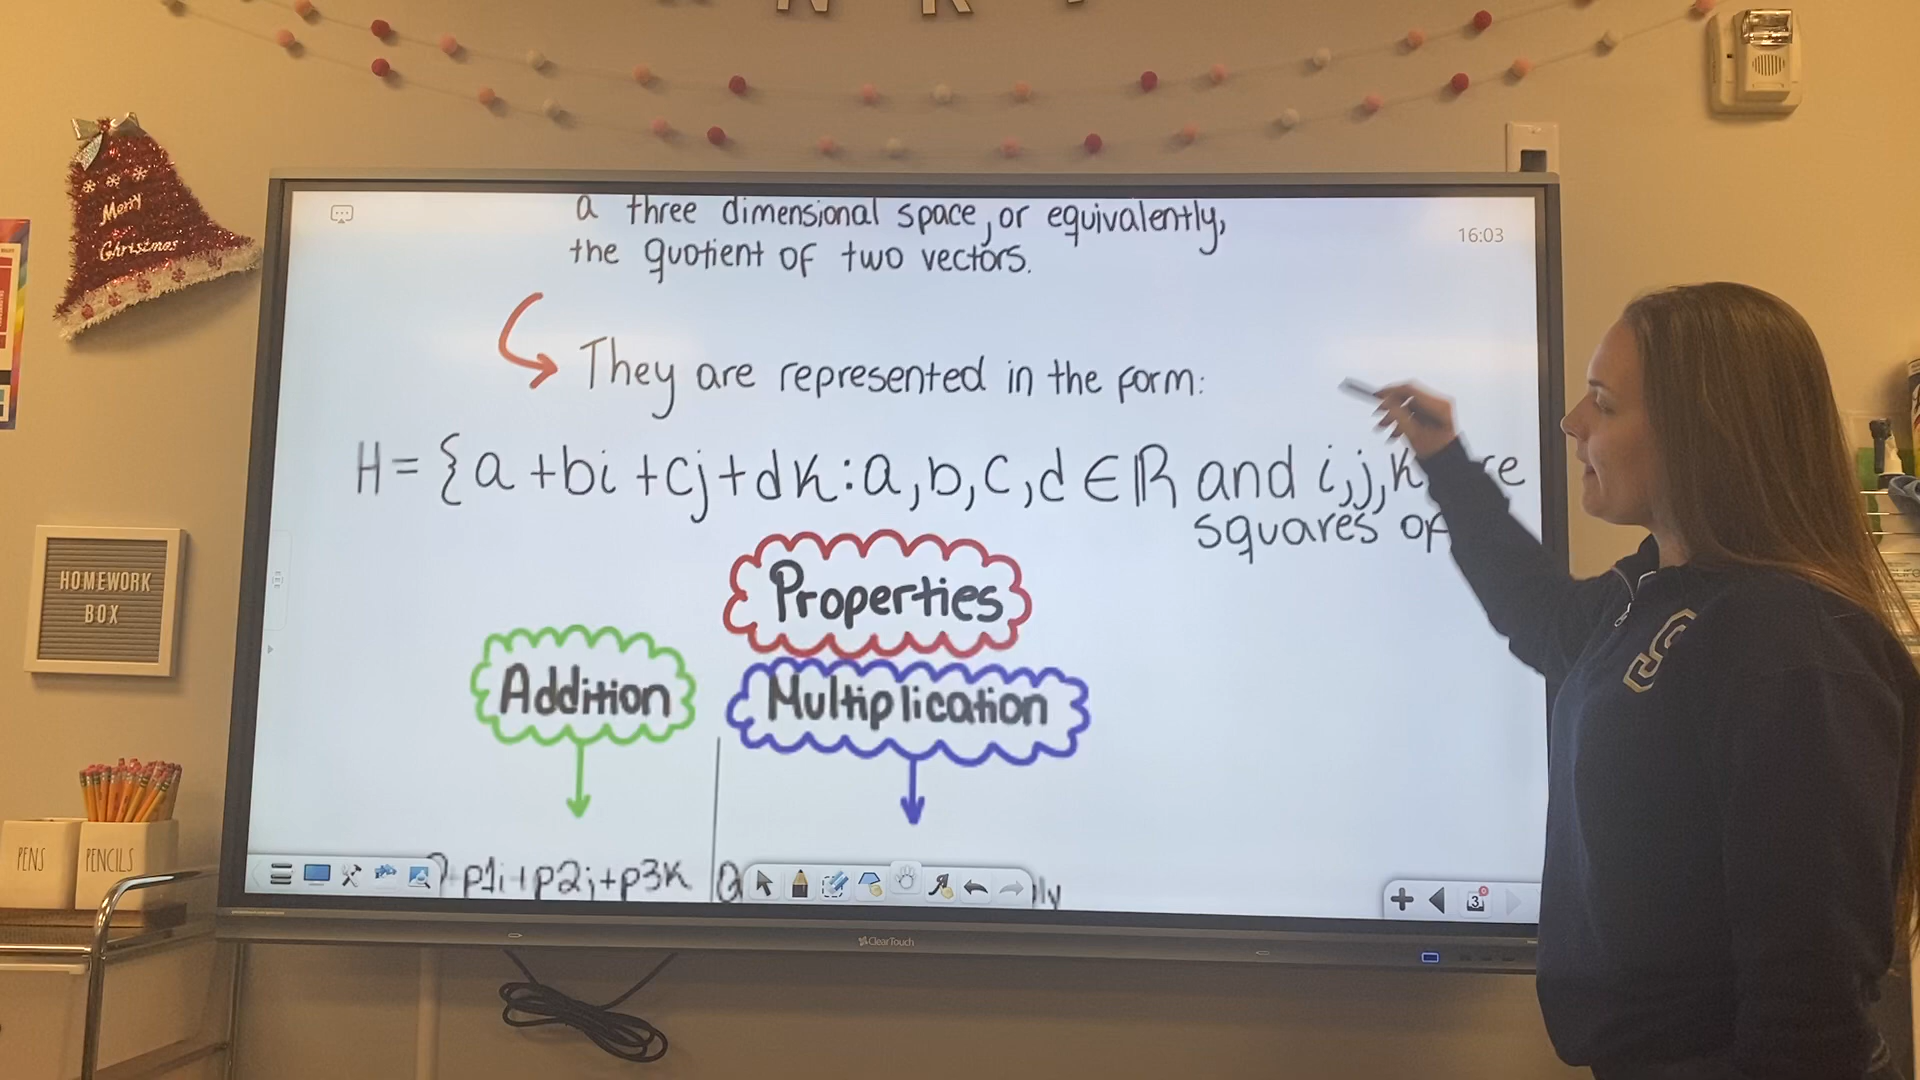 N K
Merry
Christmas
a three dimensional space, or equivalently,
the quotient of two vectors.
16:03
They are represented in the form:
H = {a + bi + cj + dk : a, b, c, d ∈ ℝ and i, j, k
squares of
Properties
Addition
Multiplication
p1i + p2j + p3k
3
HOMEWORK
BOX
PENS
PENCILS
ClearTouch
S